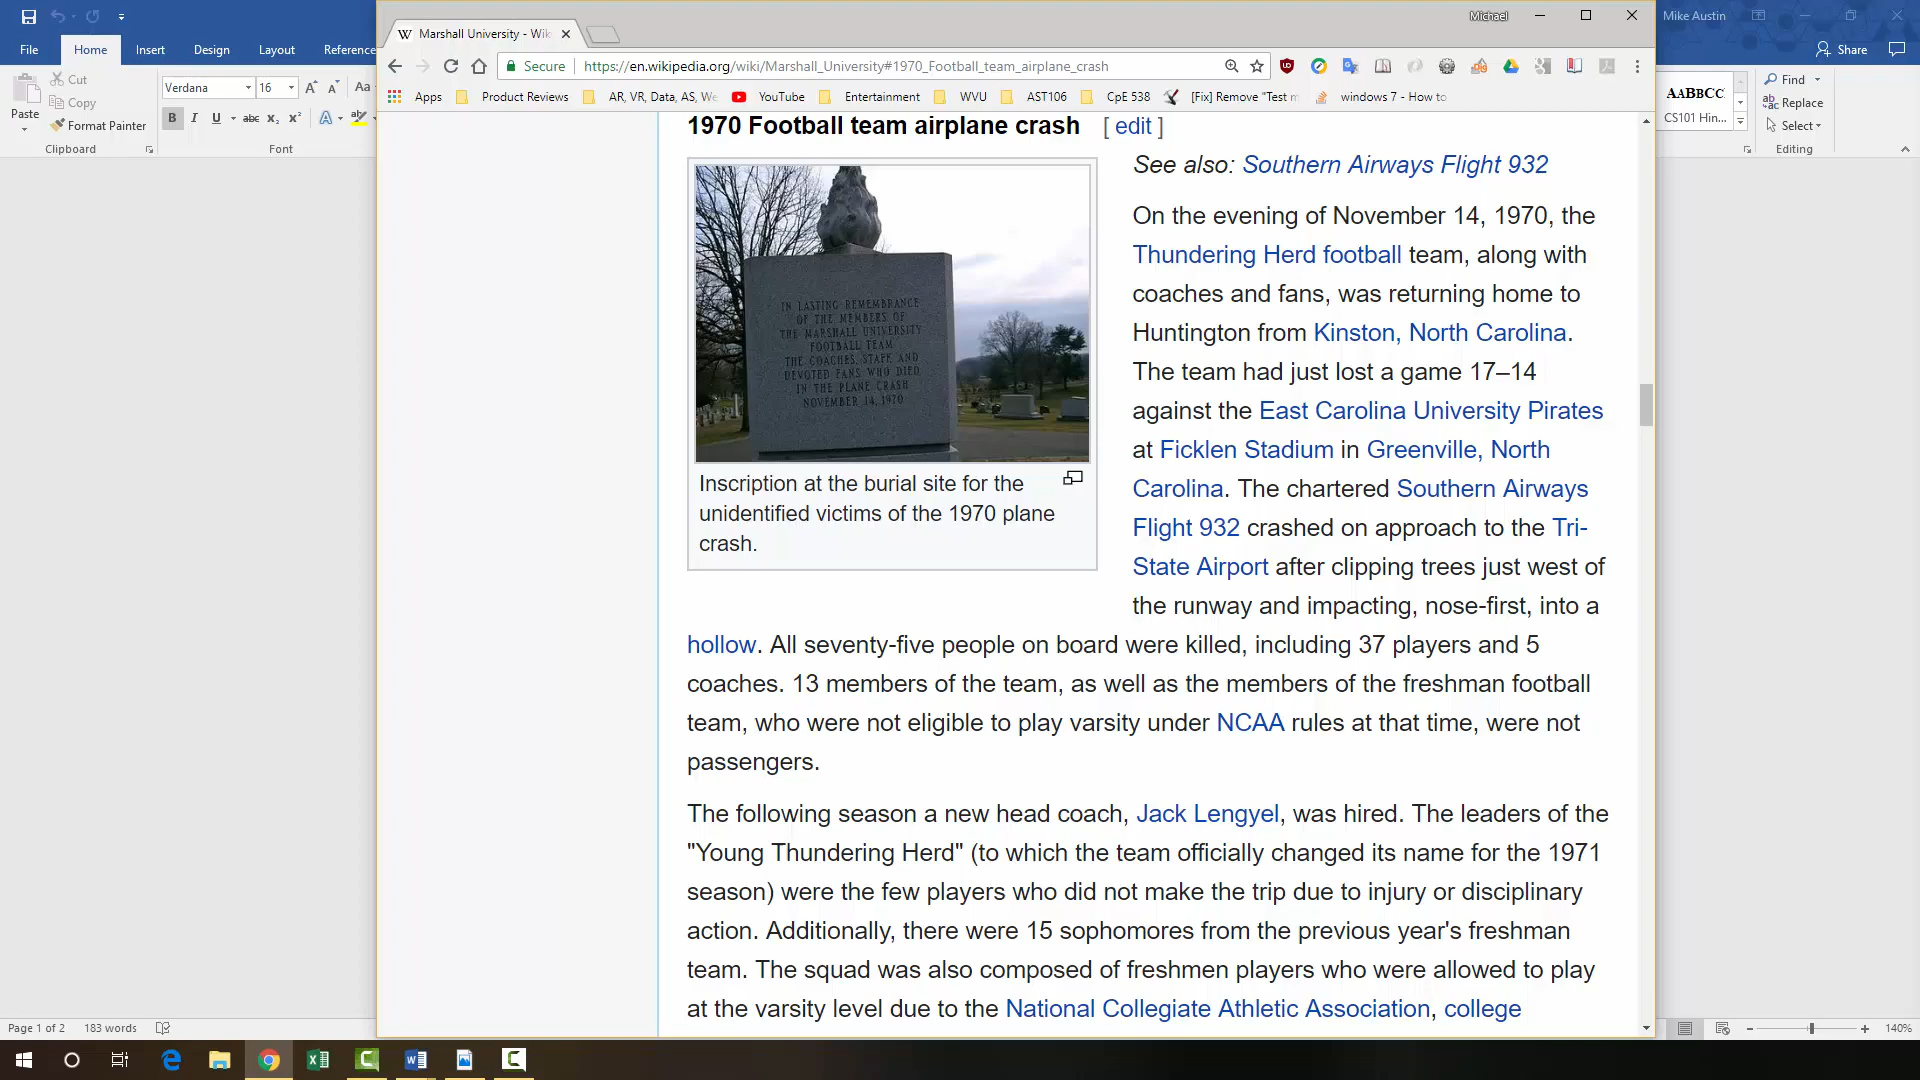 Michael
Mike Austin
Marshall University - Wik
File
Home
Insert
Design
Layout
Reference
Share
Secure
https://en.wikipedia.org/wiki/Marshall_University#1970_Football_team_airplane_crash
Cut
Copy
Paste
Format Painter
Clipboard
Verdana
16
Aa
B I U abc x₂ x²
Font
Apps
Product Reviews
AR, VR, Data, AS, We
YouTube
Entertainment
WVU
AST106
CpE 538
[Fix] Remove "Test m
windows 7 - How to
AABBCC
CS101 Hin...
Find
Replace
Select
Editing
1970 Football team airplane crash [ edit ]
See also: Southern Airways Flight 932
IN LASTING REMEMBRANCE
OF THE MEMBERS OF
THE MARSHALL UNIVERSITY
FOOTBALL TEAM
THE COACHES, STAFF AND
DEVOTED FANS WHO DIED
IN THE PLANE CRASH
NOVEMBER 14, 1970
Inscription at the burial site for the
unidentified victims of the 1970 plane
crash.
On the evening of November 14, 1970, the
Thundering Herd football team, along with
coaches and fans, was returning home to
Huntington from Kinston, North Carolina.
The team had just lost a game 17–14
against the East Carolina University Pirates
at Ficklen Stadium in Greenville, North
Carolina. The chartered Southern Airways
Flight 932 crashed on approach to the Tri-
State Airport after clipping trees just west of
the runway and impacting, nose-first, into a
hollow. All seventy-five people on board were killed, including 37 players and 5
coaches. 13 members of the team, as well as the members of the freshman football
team, who were not eligible to play varsity under NCAA rules at that time, were not
passengers.
The following season a new head coach, Jack Lengyel, was hired. The leaders of the
"Young Thundering Herd" (to which the team officially changed its name for the 1971
season) were the few players who did not make the trip due to injury or disciplinary
action. Additionally, there were 15 sophomores from the previous year's freshman
team. The squad was also composed of freshmen players who were allowed to play
at the varsity level due to the National Collegiate Athletic Association, college
Page 1 of 2
183 words
140%